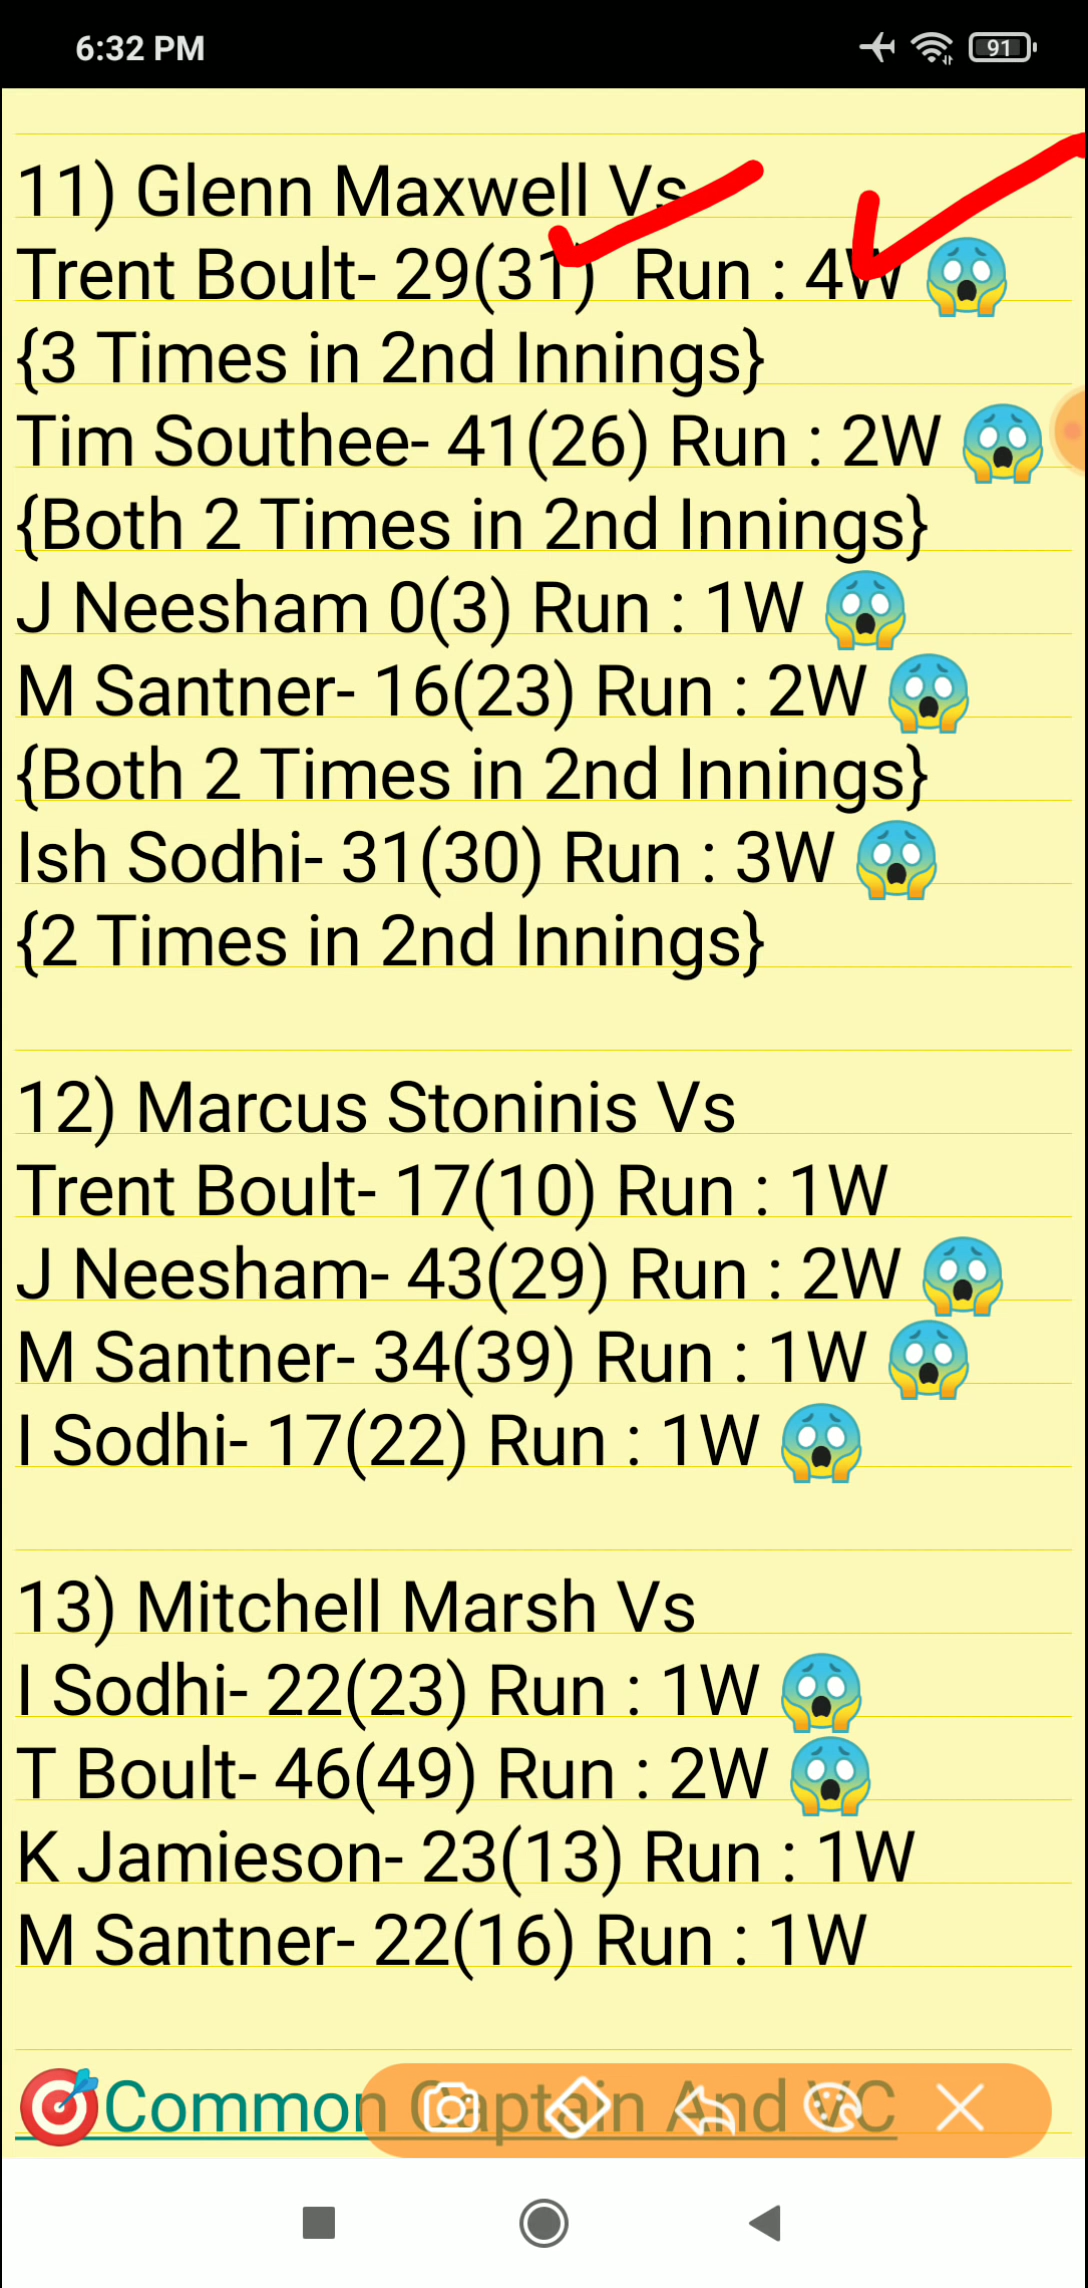 6:32 PM
91
11) Glenn Maxwell Vs
Trent Boult- 29(31) Run : 4W 😱
{3 Times in 2nd Innings}
Tim Southee- 41(26) Run : 2W 😱
{Both 2 Times in 2nd Innings}
J Neesham 0(3) Run : 1W 😱
M Santner- 16(23) Run : 2W 😱
{Both 2 Times in 2nd Innings}
Ish Sodhi- 31(30) Run : 3W 😱
{2 Times in 2nd Innings}
12) Marcus Stoninis Vs
Trent Boult- 17(10) Run : 1W
J Neesham- 43(29) Run : 2W 😱
M Santner- 34(39) Run : 1W 😱
I Sodhi- 17(22) Run : 1W 😱
13) Mitchell Marsh Vs
I Sodhi- 22(23) Run : 1W 😱
T Boult- 46(49) Run : 2W 😱
K Jamieson- 23(13) Run : 1W
M Santner- 22(16) Run : 1W
🎯Common Captain And VC